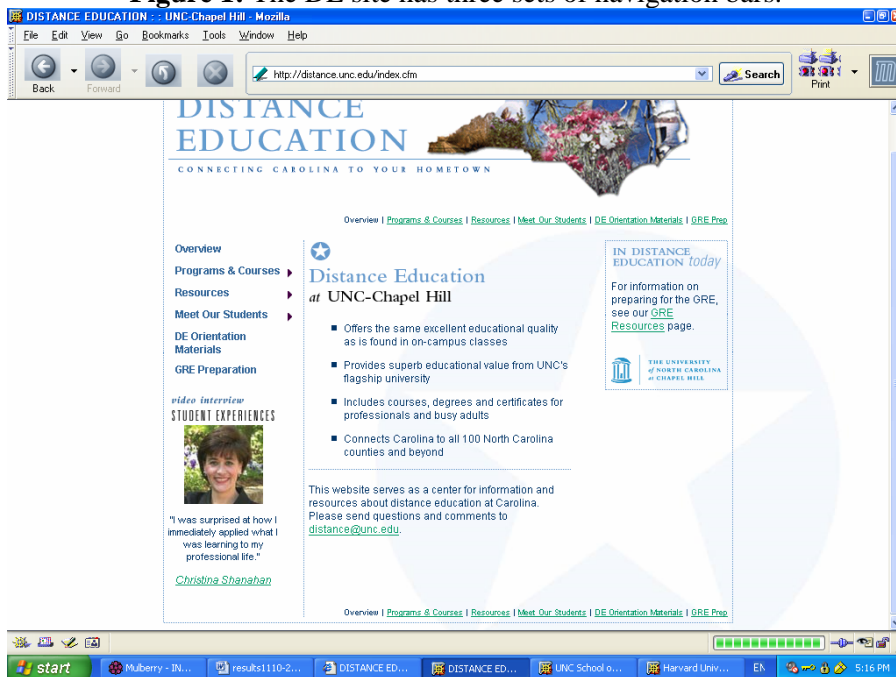 Figure 1: The DE site has three sets of navigation bars.
DISTANCE EDUCATION : : UNC-Chapel Hill - Mozilla
File Edit View Go Bookmarks Tools Window Help
Back Forward http://distance.unc.edu/index.cfm Search Print
DISTANCE
EDUCATION
CONNECTING CAROLINA TO YOUR HOMETOWN
Overview | Programs & Courses | Resources | Meet Our Students | DE Orientation Materials | GRE Prep
Overview
Programs & Courses
Resources
Meet Our Students
DE Orientation
Materials
GRE Preparation
video interview
STUDENT EXPERIENCES
"I was surprised at how I
immediately applied what I
was learning to my
professional life."
Christina Shanahan
Distance Education
at UNC-Chapel Hill
Offers the same excellent educational quality
as is found in on-campus classes
Provides superb educational value from UNC's
flagship university
Includes courses, degrees and certificates for
professionals and busy adults
Connects Carolina to all 100 North Carolina
counties and beyond
This website serves as a center for information and
resources about distance education at Carolina.
Please send questions and comments to
distance@unc.edu.
IN DISTANCE
EDUCATION today
For information on
preparing for the GRE,
see our GRE
Resources page.
THE UNIVERSITY
of NORTH CAROLINA
at CHAPEL HILL
Overview | Programs & Courses | Resources | Meet Our Students | DE Orientation Materials | GRE Prep
start Mulberry - IN... results1110-2... DISTANCE ED... DISTANCE ED... UNC School o... Harvard Univ... EN 5:16 PM